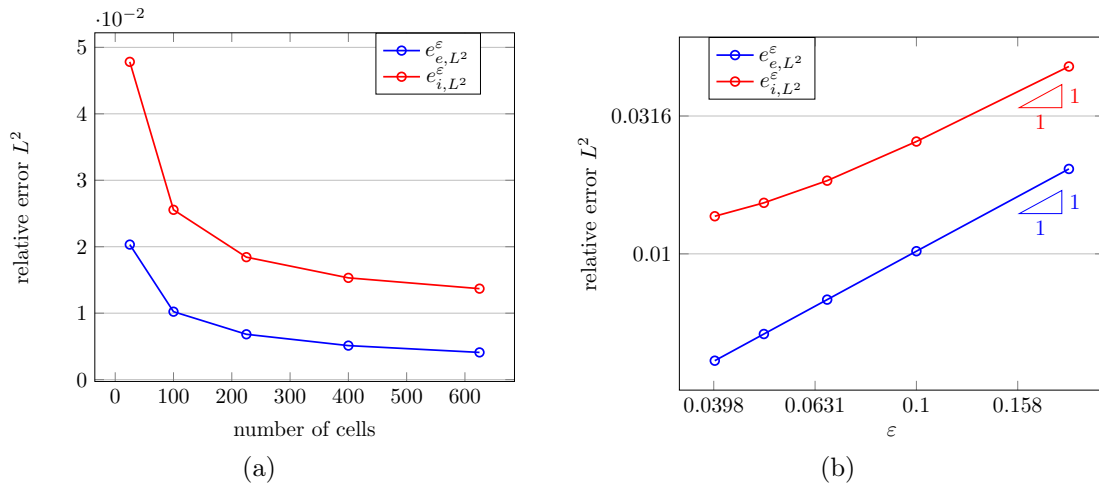 ·10⁻²
5
4
3
2
1
0
relative error L²
e^ε_{e,L²}
e^ε_{i,L²}
0 100 200 300 400 500 600
number of cells
(a)
0.0316
0.01
relative error L²
e^ε_{e,L²}
e^ε_{i,L²}
1
1
1
1
0.0398 0.0631 0.1 0.158
ε
(b)